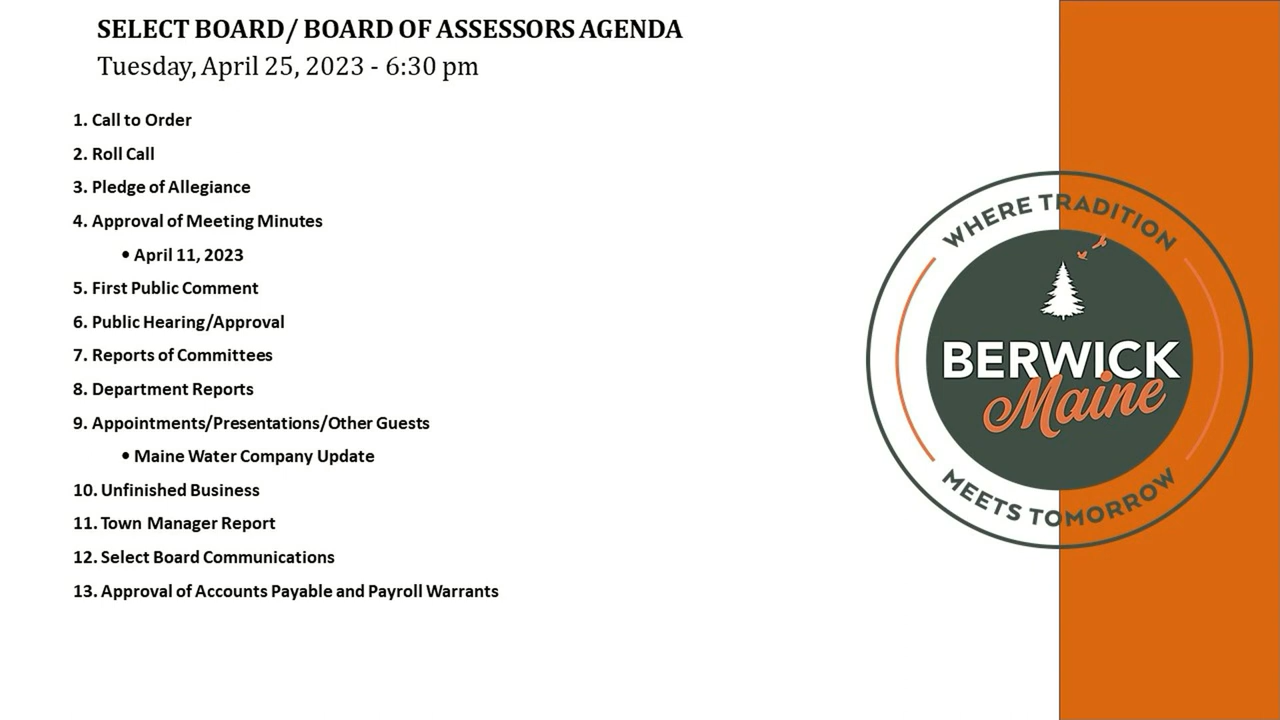 SELECT BOARD/ BOARD OF ASSESSORS AGENDA
Tuesday, April 25, 2023 - 6:30 pm
1. Call to Order
2. Roll Call
3. Pledge of Allegiance
4. Approval of Meeting Minutes
• April 11, 2023
5. First Public Comment
6. Public Hearing/Approval
7. Reports of Committees
8. Department Reports
9. Appointments/Presentations/Other Guests
• Maine Water Company Update
10. Unfinished Business
11. Town Manager Report
12. Select Board Communications
13. Approval of Accounts Payable and Payroll Warrants
WHERE TRADITION
BERWICK
Maine
MEETS TOMORROW